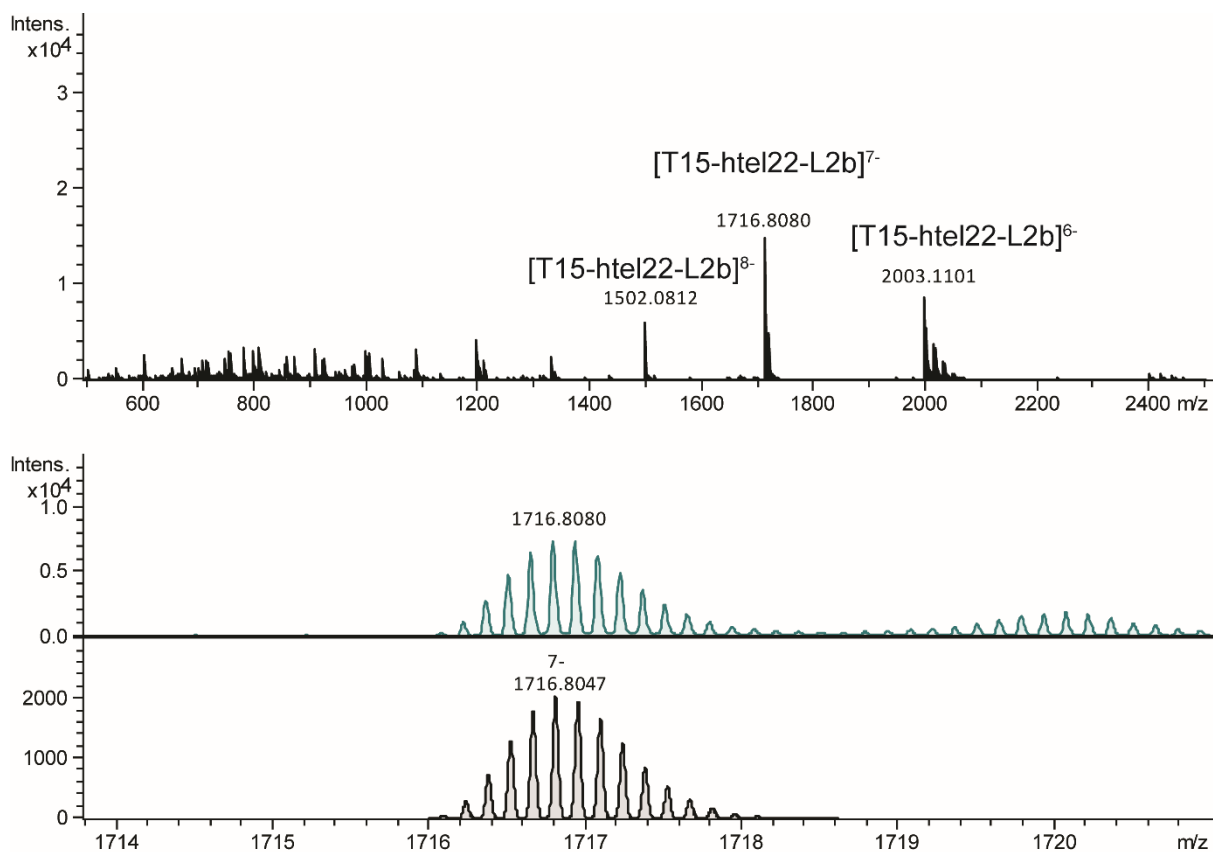 Intens.
x10⁴
3
2
1
0
[T15-htel22-L2b]⁷⁻
1716.8080
[T15-htel22-L2b]⁶⁻
2003.1101
[T15-htel22-L2b]⁸⁻
1502.0812
600 800 1000 1200 1400 1600 1800 2000 2200 2400 m/z
Intens.
x10⁴
1.0
0.5
0.0
1716.8080
7-
1716.8047
2000
1000
0
1714 1715 1716 1717 1718 1719 1720 m/z